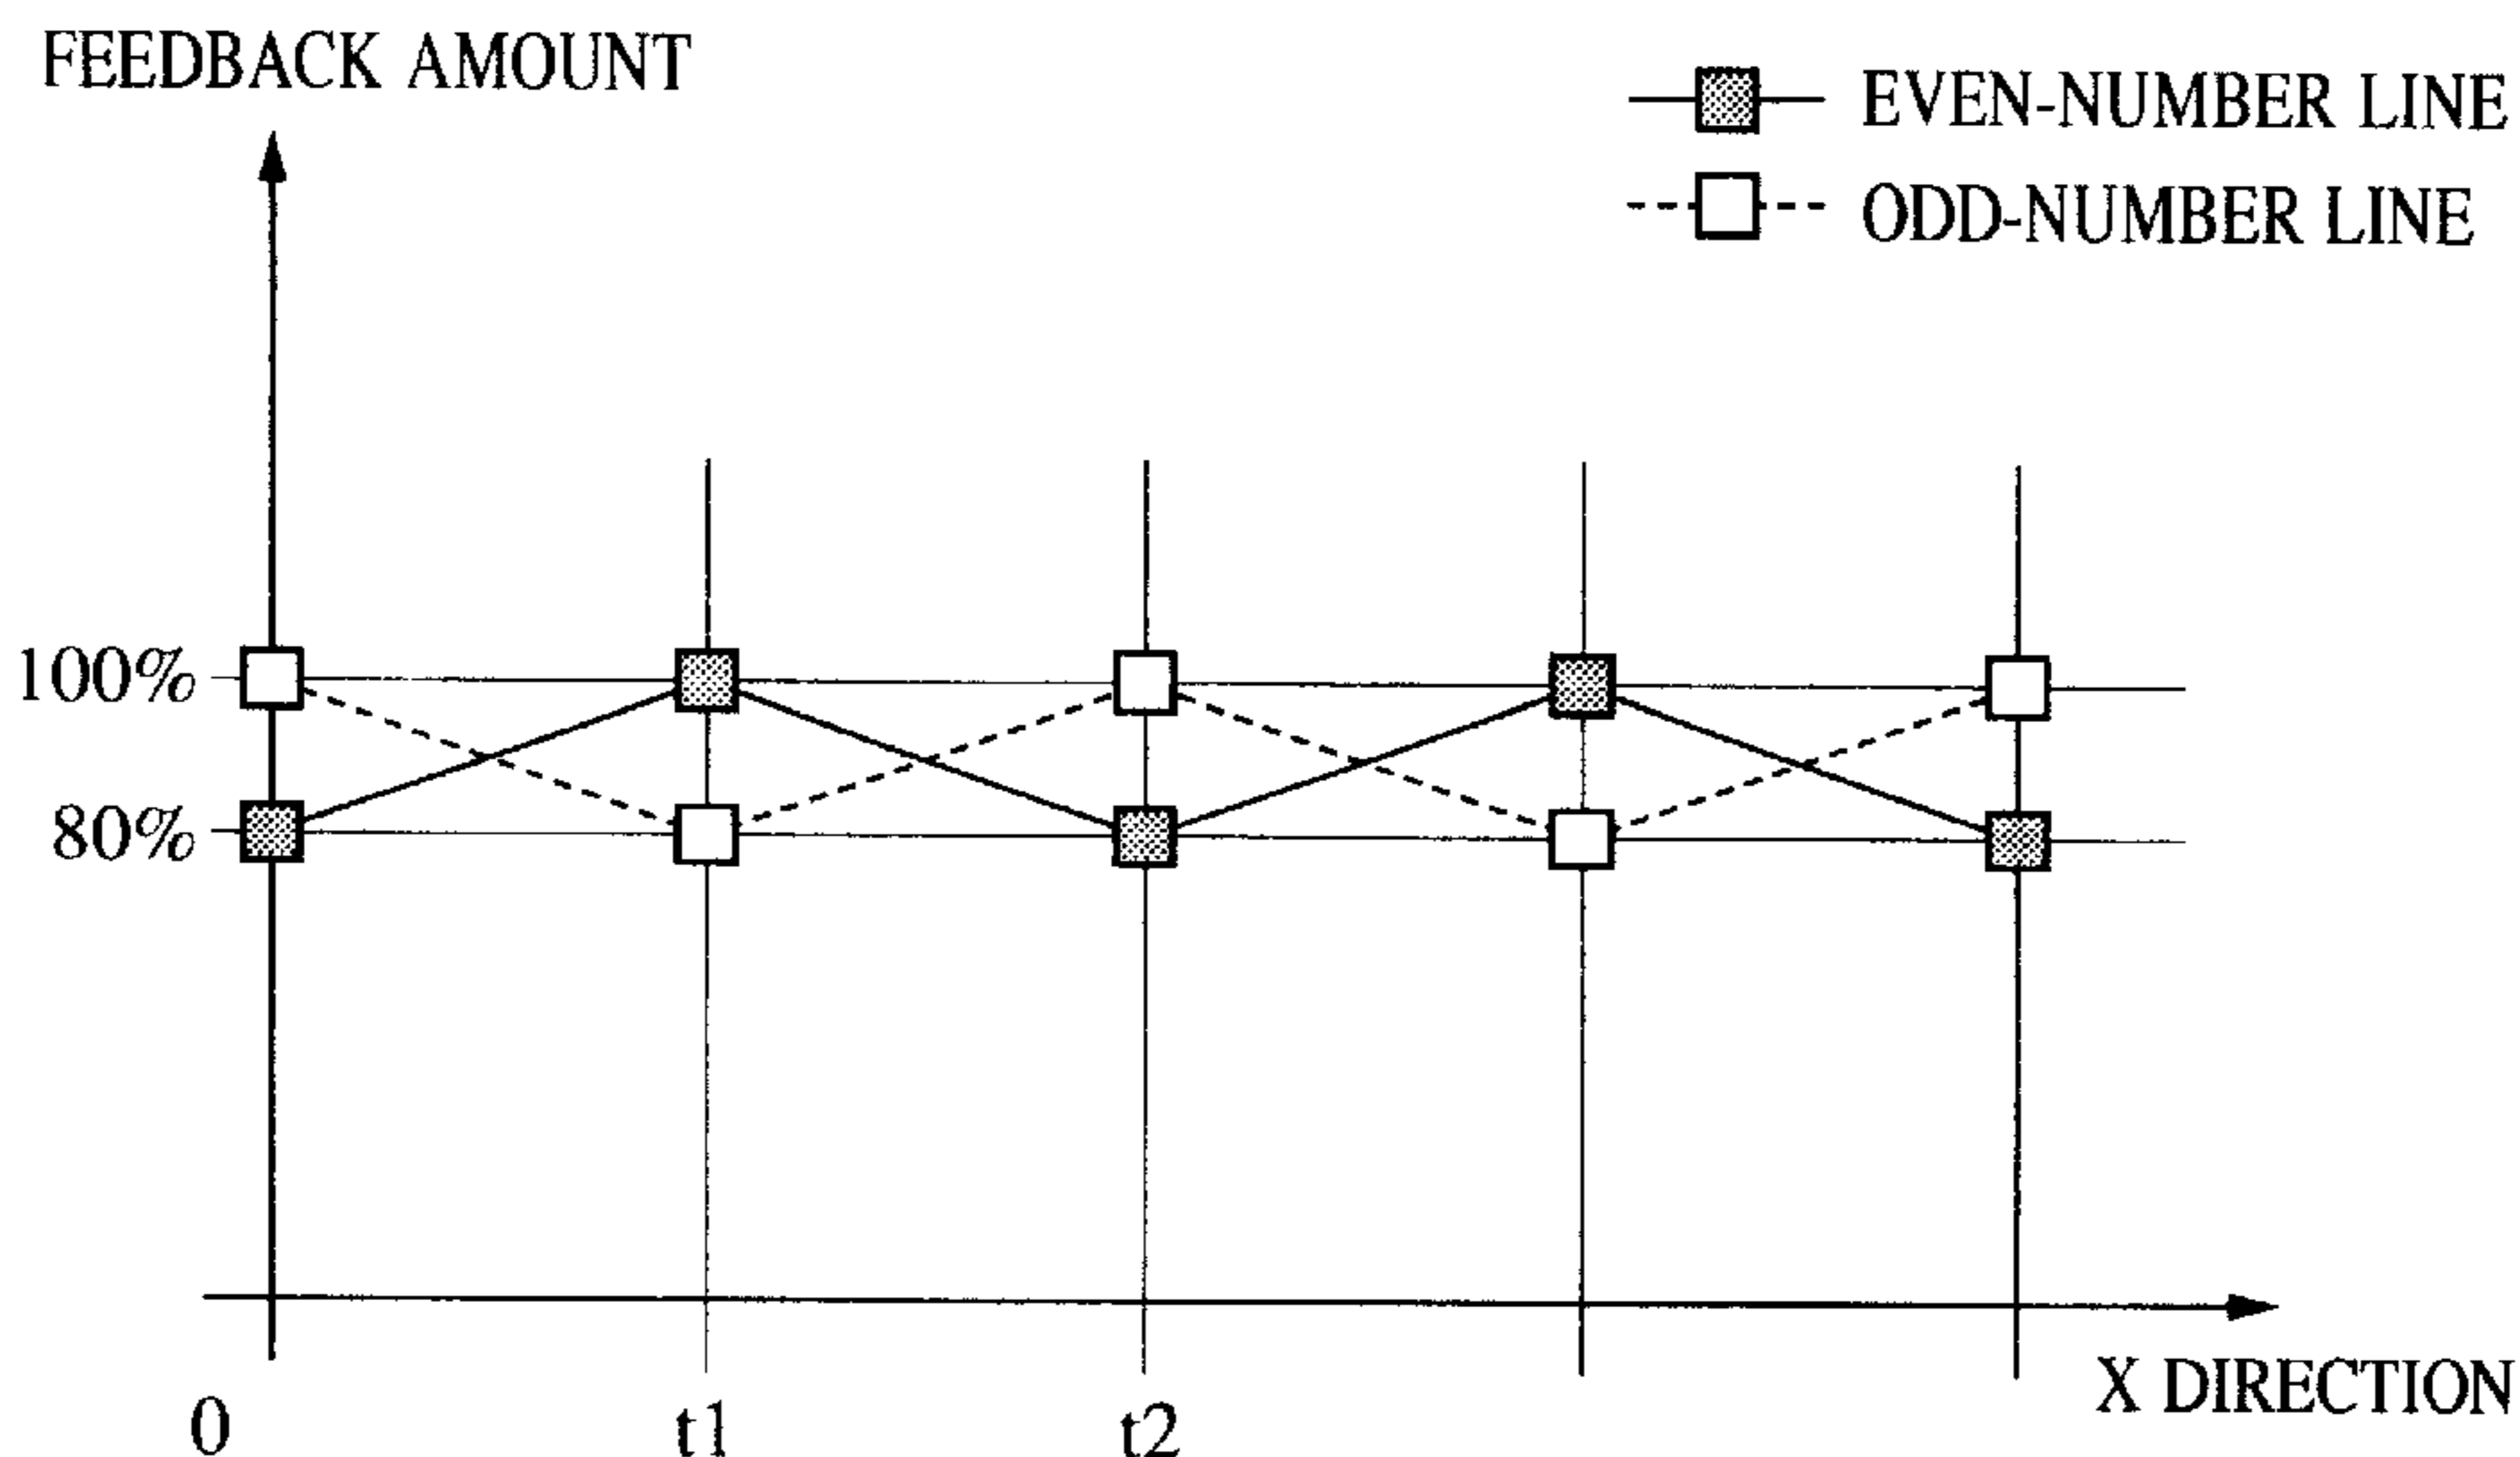 FEEDBACK AMOUNT
EVEN-NUMBER LINE
ODD-NUMBER LINE
100%
80%
0
t1
t2
X DIRECTION